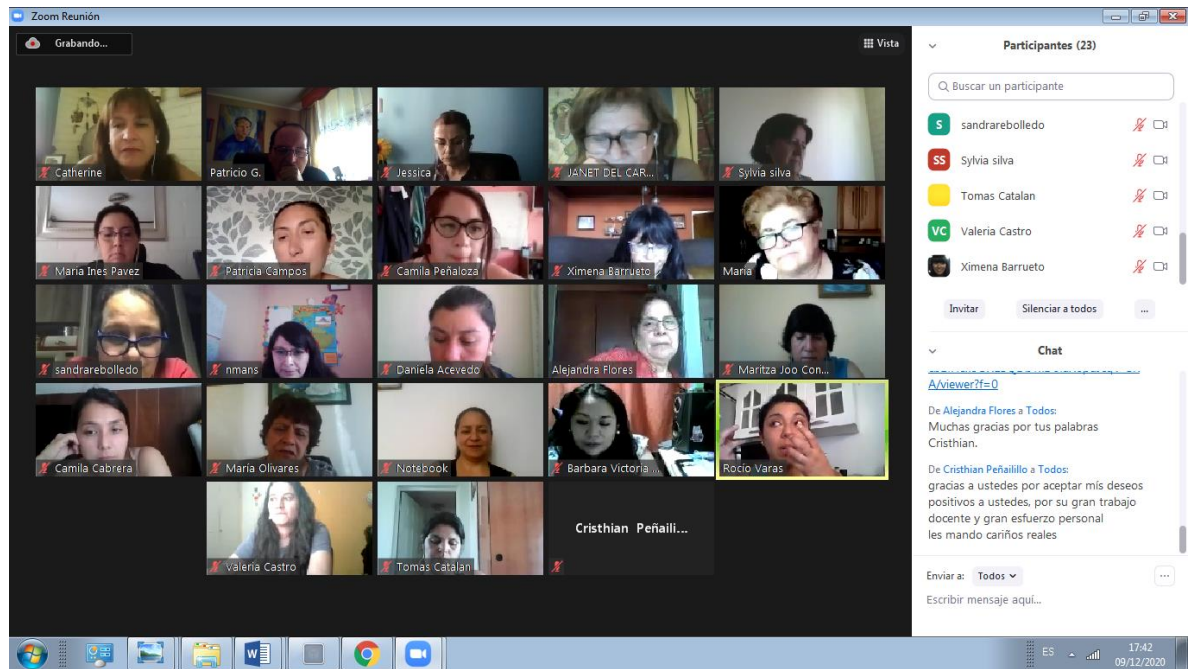 Zoom Reunión
Grabando...
Vista
Catherine
Patricio G.
Jessica
JANET DEL CAR...
Sylvia silva
Maria Ines Pavez
Patricia Campos
Camila Peñaloza
Ximena Barrueto
María
sandrarebolledo
nmans
Daniela Acevedo
Alejandra Flores
Maritza Joo Con...
Camila Cabrera
María Olivares
Notebook
Barbara Victoria ...
Rocío Varas
Valeria Castro
Tomas Catalan
Cristhian Peñaili...
Participantes (23)
Buscar un participante
S sandrarebolledo
SS Sylvia silva
Tomas Catalan
VC Valeria Castro
Ximena Barrueto
Invitar Silenciar a todos ...
Chat
A/viewer?f=0
De Alejandra Flores a Todos:
Muchas gracias por tus palabras
Cristhian.
De Cristhian Peñailillo a Todos:
gracias a ustedes por aceptar mís deseos
positivos a ustedes, por su gran trabajo
docente y gran esfuerzo personal
les mando cariños reales
Enviar a: Todos
Escribir mensaje aquí...
ES
17:42
09/12/2020